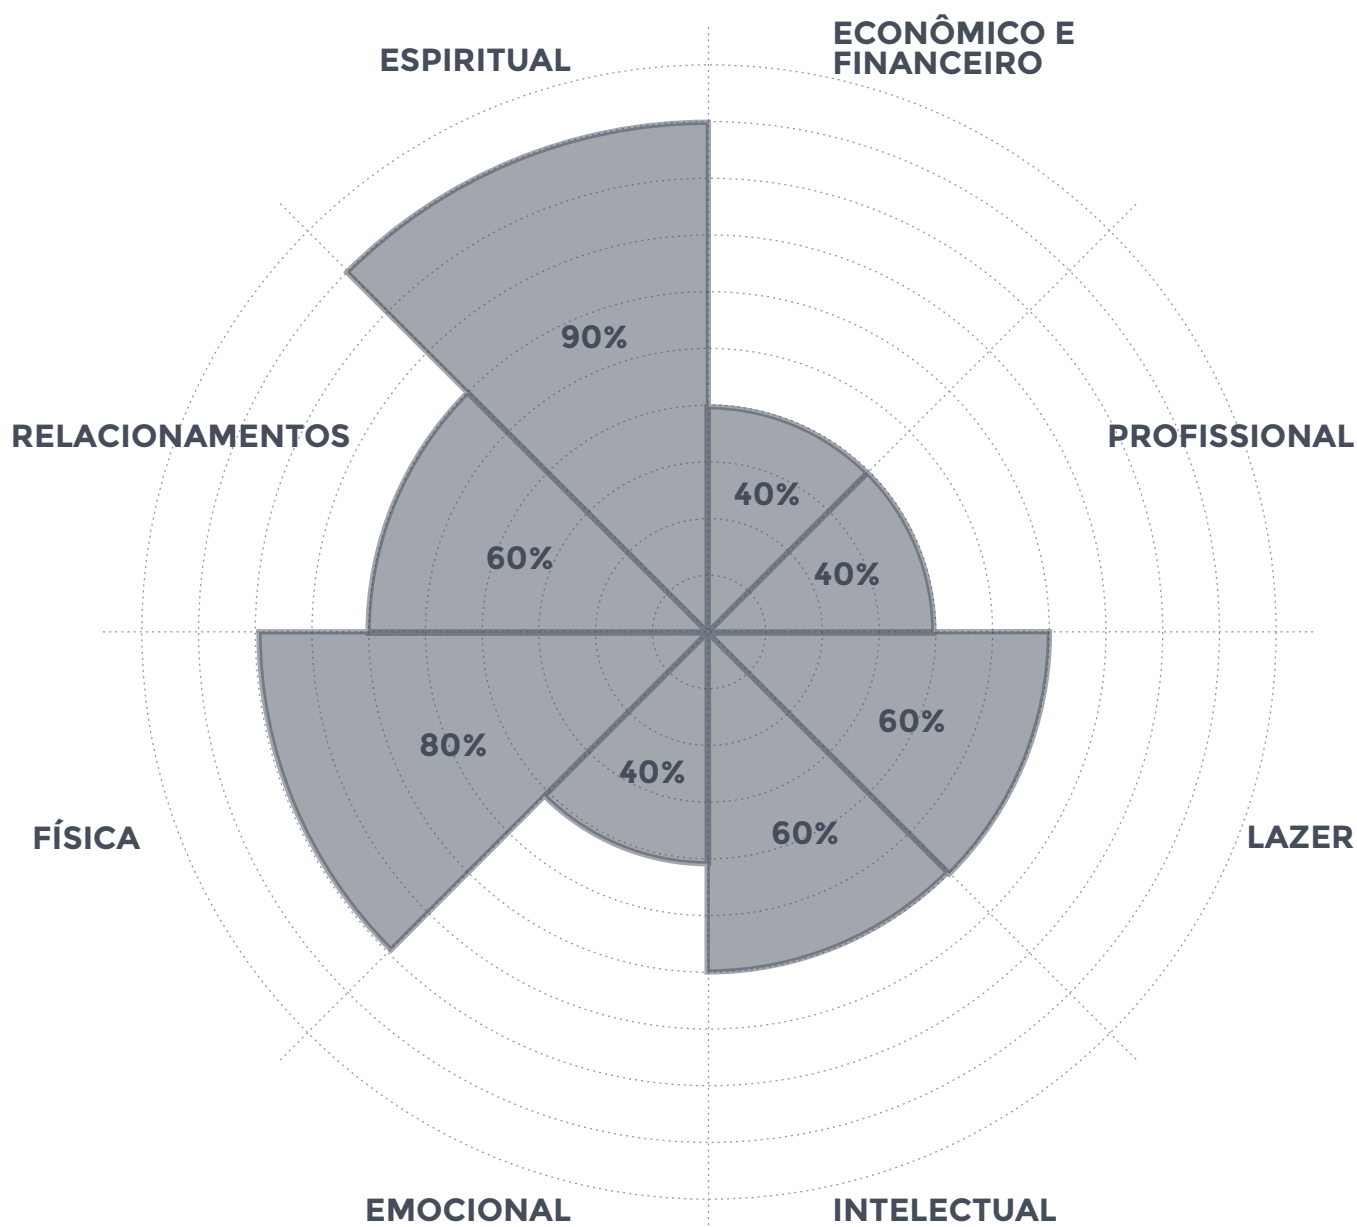 ECONÔMICO E
FINANCEIRO
ESPIRITUAL
90%
RELACIONAMENTOS
PROFISSIONAL
40%
60%
40%
60%
80%
40%
60%
FÍSICA
LAZER
EMOCIONAL
INTELECTUAL